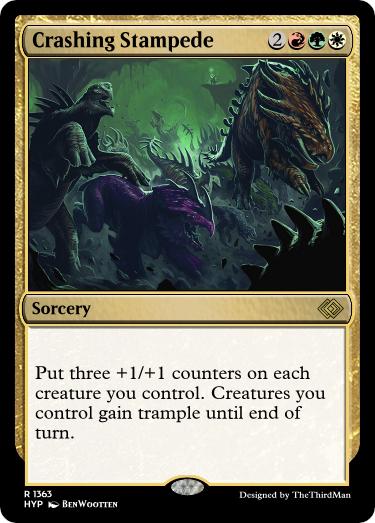 Crashing Stampede 2
Sorcery
Put three +1/+1 counters on each
creature you control. Creatures you
control gain trample until end of
turn.
R 1363
HYP BenWootten
Designed by TheThirdMan